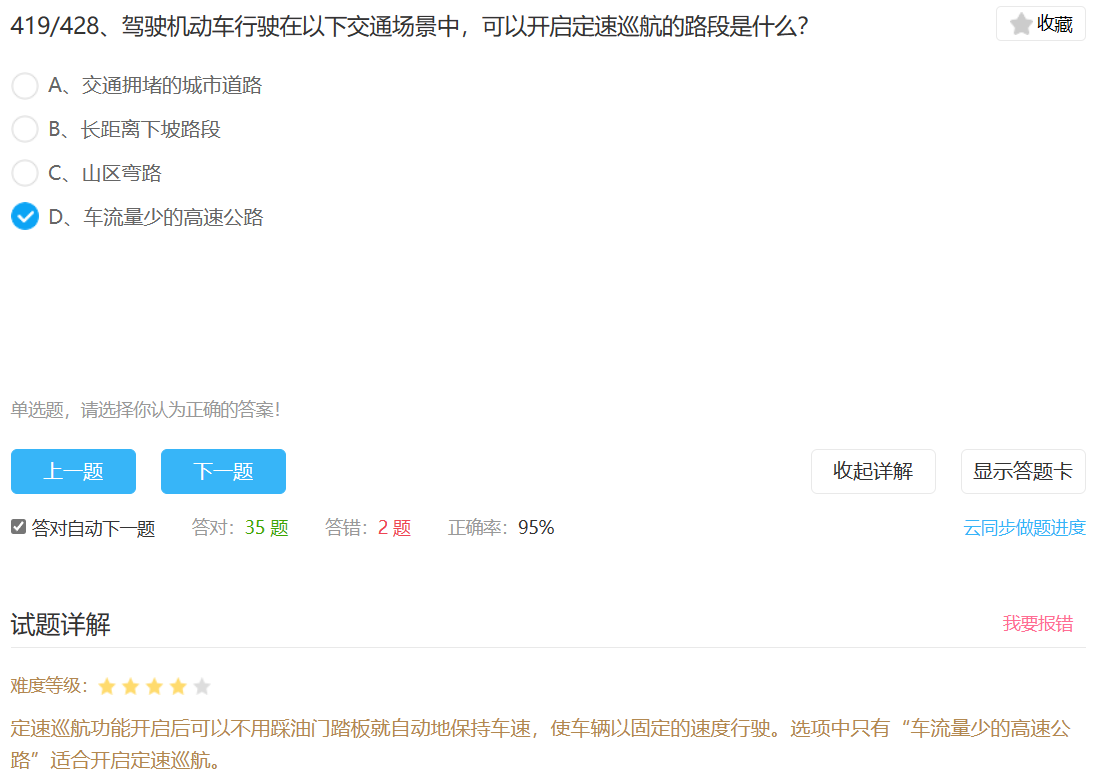 419/428、驾驶机动车行驶在以下交通场景中，可以开启定速巡航的路段是什么？
收藏
A、交通拥堵的城市道路
B、长距离下坡路段
C、山区弯路
D、车流量少的高速公路
单选题，请选择你认为正确的答案！
上一题 下一题 收起详解 显示答题卡
答对自动下一题 答对：35 题 答错：2 题 正确率：95% 云同步做题进度
试题详解 我要报错
难度等级：
定速巡航功能开启后可以不用踩油门踏板就自动地保持车速，使车辆以固定的速度行驶。选项中只有“车流量少的高速公
路”适合开启定速巡航。